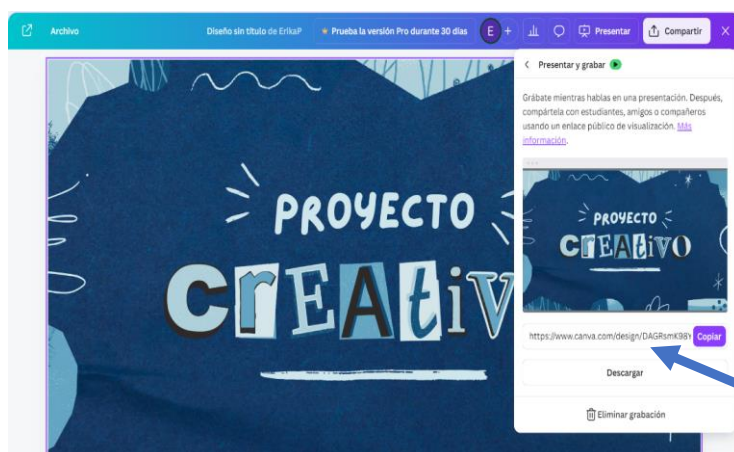 Archivo
Diseño sin título de ErikaP
Prueba la versión Pro durante 30 días
E
Presentar
Compartir
Presentar y grabar
Grábate mientras hablas en una presentación. Después,
compártela con estudiantes, amigos o compañeros
usando un enlace público de visualización. Más
información.
PROYECTO
CrEAtiv
PROYECTO
CrEAtiVO
https://www.canva.com/design/DAGRsmK9BY
Copiar
Descargar
Eliminar grabación